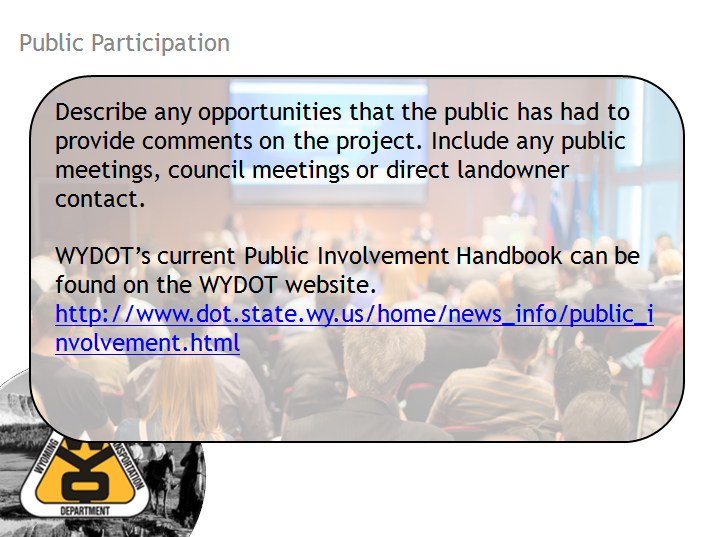 Public Participation
Describe any opportunities that the public has had to
provide comments on the project. Include any public
meetings, council meetings or direct landowner
contact.
WYDOT’s current Public Involvement Handbook can be
found on the WYDOT website.
http://www.dot.state.wy.us/home/news_info/public_i
nvolvement.html
WYOMING
DEPARTMENT